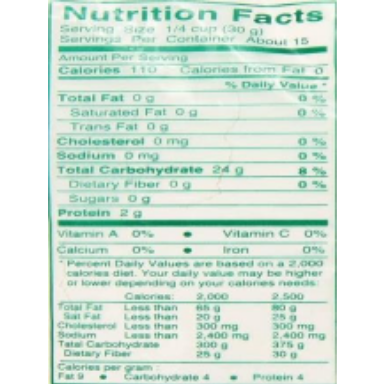 Nutrition Facts
Serving Size 1/4 cup (30 g)
Servings Per Container About 15
Amount Per Serving
Calories 110 Calories from Fat 0
% Daily Value *
Total Fat 0 g 0 %
Saturated Fat 0 g 0 %
Trans Fat 0 g
Cholesterol 0 mg 0 %
Sodium 0 mg 0 %
Total Carbohydrate 24 g 8 %
Dietary Fiber 0 g 0 %
Sugars 0 g
Protein 2 g
Vitamin A 0% • Vitamin C 0%
Calcium 0% • Iron 0%
* Percent Daily Values are based on a 2,000
calories diet. Your daily value may be higher
or lower depending on your calories needs:
Calories: 2,000 2,500
Total Fat Less than 65 g 80 g
Sat Fat Less than 20 g 25 g
Cholesterol Less than 300 mg 300 mg
Sodium Less than 2,400 mg 2,400 mg
Total Carbohydrate 300 g 375 g
Dietary Fiber 25 g 30 g
Calories per gram :
Fat 9 • Carbohydrate 4 • Protein 4